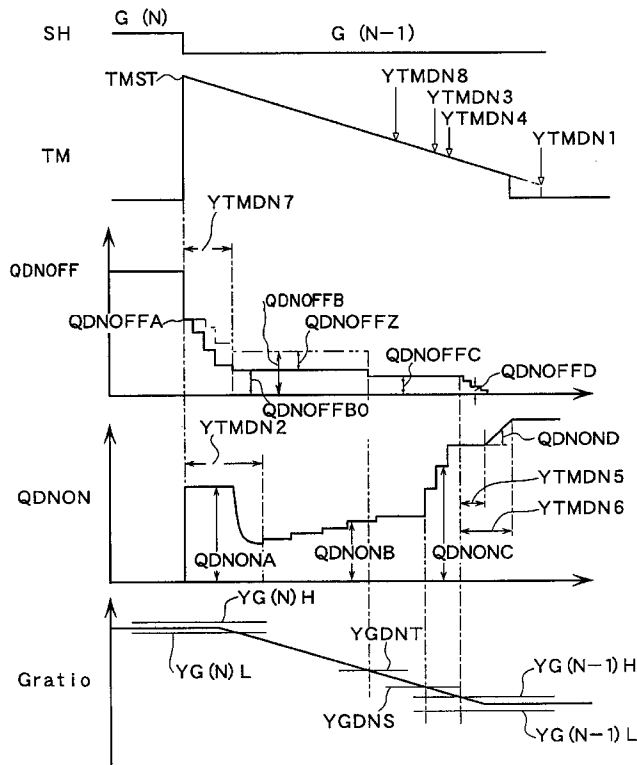 G (N)
G (N-1)
SH
TMST
YTMDN8
YTMDN3
YTMDN4
YTMDN1
TM
YTMDN7
QDNOFF
QDNOFFB
QDNOFFZ
QDNOFFA
QDNOFFC
QDNOFFD
QDNOFFB0
YTMDN2
QDNOND
QDNON
YTMDN5
YTMDN6
QDNONA
QDNONB
QDNONC
YG(N)H
YGDNT
YG(N-1)H
YG(N)L
Gratio
YGDNS
YG(N-1)L